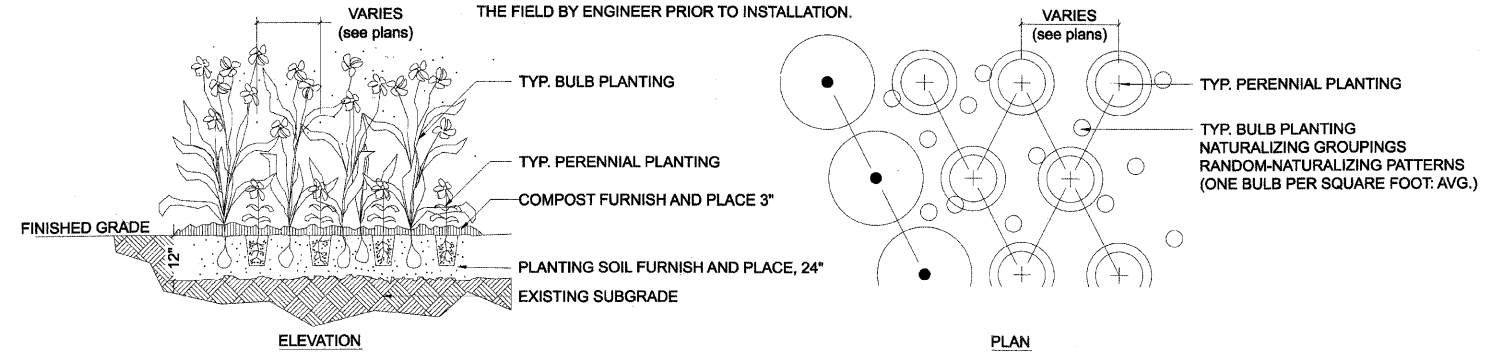 THE FIELD BY ENGINEER PRIOR TO INSTALLATION.
VARIES
(see plans)
TYP. BULB PLANTING
TYP. PERENNIAL PLANTING
COMPOST FURNISH AND PLACE 3"
FINISHED GRADE
12"
PLANTING SOIL FURNISH AND PLACE, 24"
EXISTING SUBGRADE
ELEVATION
VARIES
(see plans)
TYP. PERENNIAL PLANTING
TYP. BULB PLANTING
NATURALIZING GROUPINGS
RANDOM-NATURALIZING PATTERNS
(ONE BULB PER SQUARE FOOT: AVG.)
PLAN